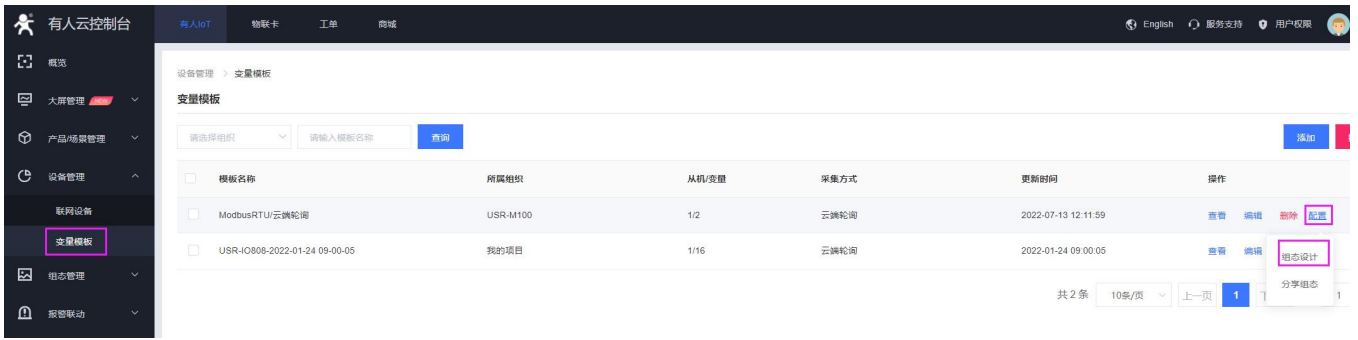 有人云控制台 有人IoT 物联卡 工单 商城 English 服务支持 用户权限
概览
设备管理 > 变量模板
大屏管理 NEW
变量模板
产品/场景管理
请选择组织 请输入模板名称 查询 添加
设备管理
模板名称 所属组织 从机/变量 采集方式 更新时间 操作
联网设备
ModbusRTU/云端轮询 USR-M100 1/2 云端轮询 2022-07-13 12:11:59 查看 编辑 删除 配置
变量模板
USR-IO808-2022-01-24 09-00-05 我的项目 1/16 云端轮询 2022-01-24 09:00:05 查看 编辑
组态设计
组态管理
分享组态
共 2 条 10条/页 上一页 1 1
报警联动